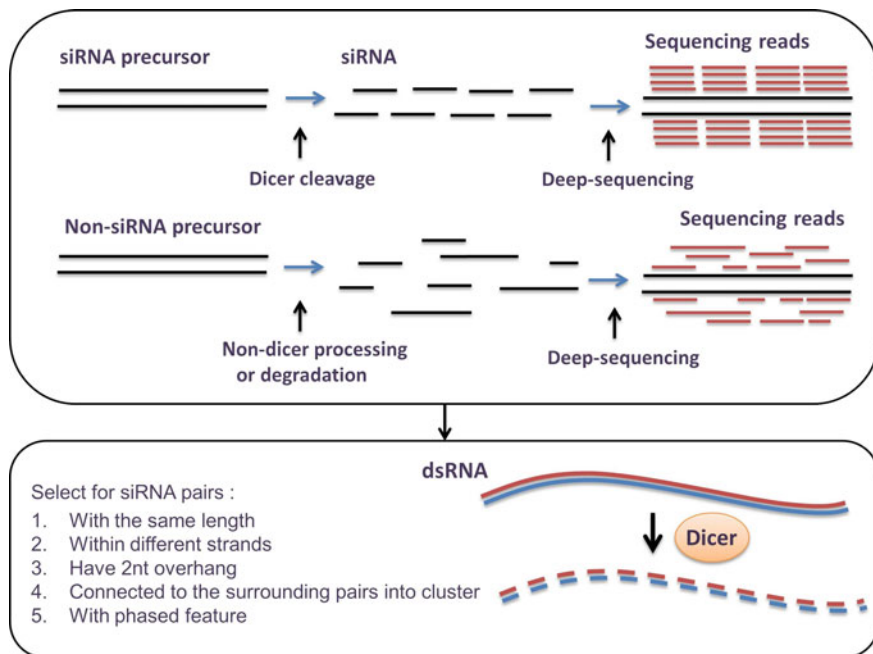 siRNA precursor
siRNA
Sequencing reads
Dicer cleavage
Deep-sequencing
Non-siRNA precursor
Sequencing reads
Non-dicer processing
or degradation
Deep-sequencing
dsRNA
Select for siRNA pairs :
1. With the same length
2. Within different strands
3. Have 2nt overhang
4. Connected to the surrounding pairs into cluster
5. With phased feature
Dicer